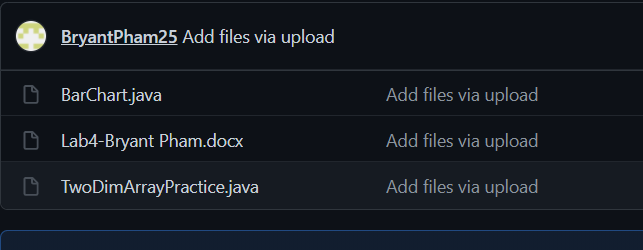 BryantPham25 Add files via upload
BarChart.java Add files via upload
Lab4-Bryant Pham.docx Add files via upload
TwoDimArrayPractice.java Add files via upload